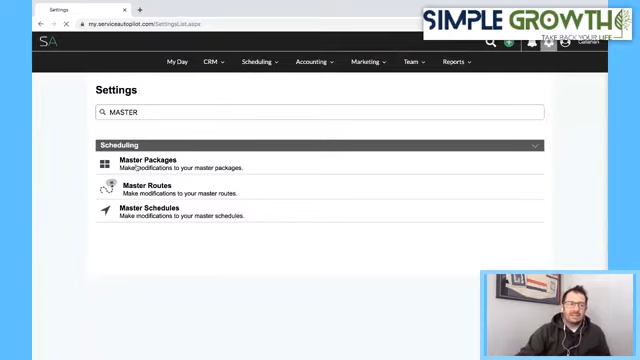 Settings
my.serviceautopilot.com/SettingsList.aspx
SIMPLE GROWTH
TAKE BACK YOUR LIFE
SA
Callahan
My Day
CRM
Scheduling
Accounting
Marketing
Team
Reports
Settings
MASTER
Scheduling
Master Packages
Make modifications to your master packages.
Master Routes
Make modifications to your master routes.
Master Schedules
Make modifications to your master schedules.